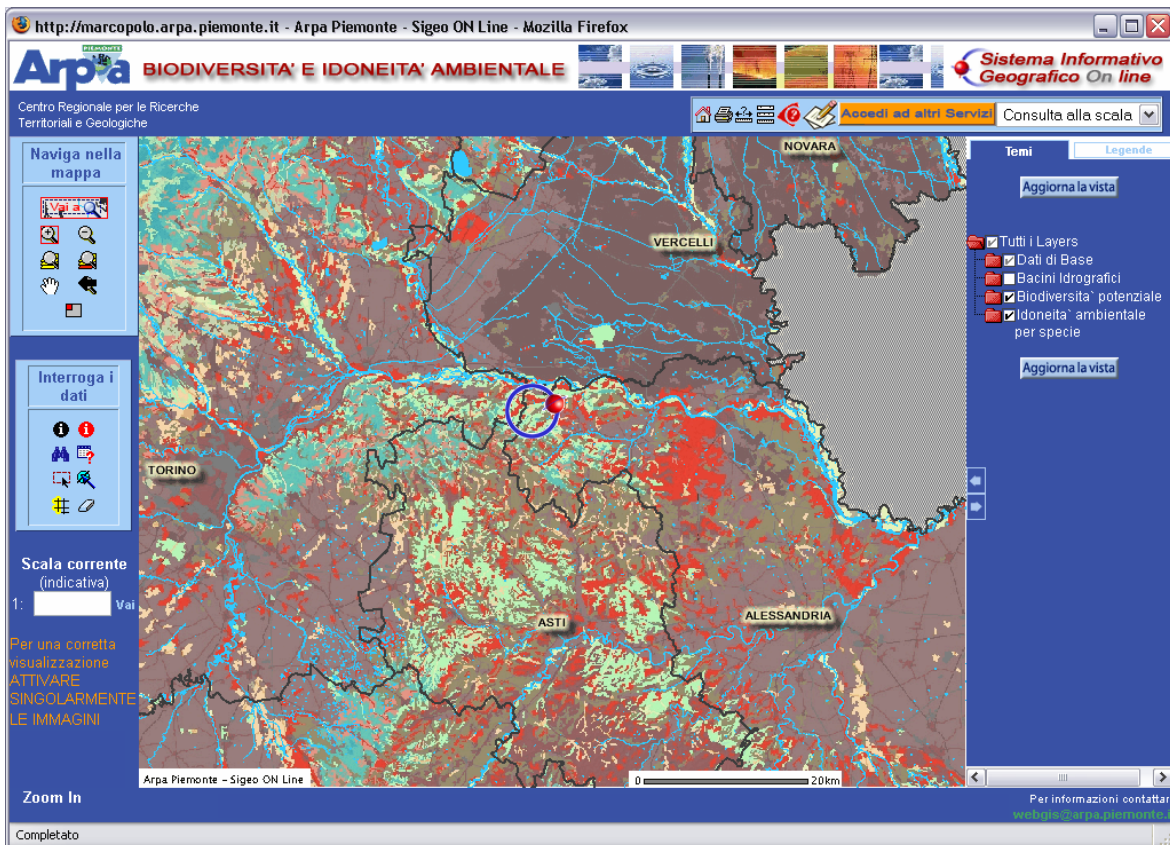 http://marcopolo.arpa.piemonte.it - Arpa Piemonte - Sigeo ON Line - Mozilla Firefox
PIEMONTE
Arpa
BIODIVERSITA' E IDONEITA' AMBIENTALE
Sistema Informativo
Geografico On line
Centro Regionale per le Ricerche
Territoriali e Geologiche
Accedi ad altri Servizi
Consulta alla scala
Naviga nella
mappa
Vai a
Interroga i
dati
Scala corrente
(indicativa)
1: Vai
Per una corretta
visualizzazione
ATTIVARE
SINGOLARMENTE
LE IMMAGINI
NOVARA
VERCELLI
TORINO
ASTI
ALESSANDRIA
Arpa Piemonte - Sigeo ON Line
0 20km
Temi
Legende
Aggiorna la vista
Tutti i Layers
Dati di Base
Bacini Idrografici
Biodiversita` potenziale
Idoneita` ambientale
per specie
Aggiorna la vista
Zoom In
Per informazioni contattar
webgis@arpa.piemonte.i
Completato